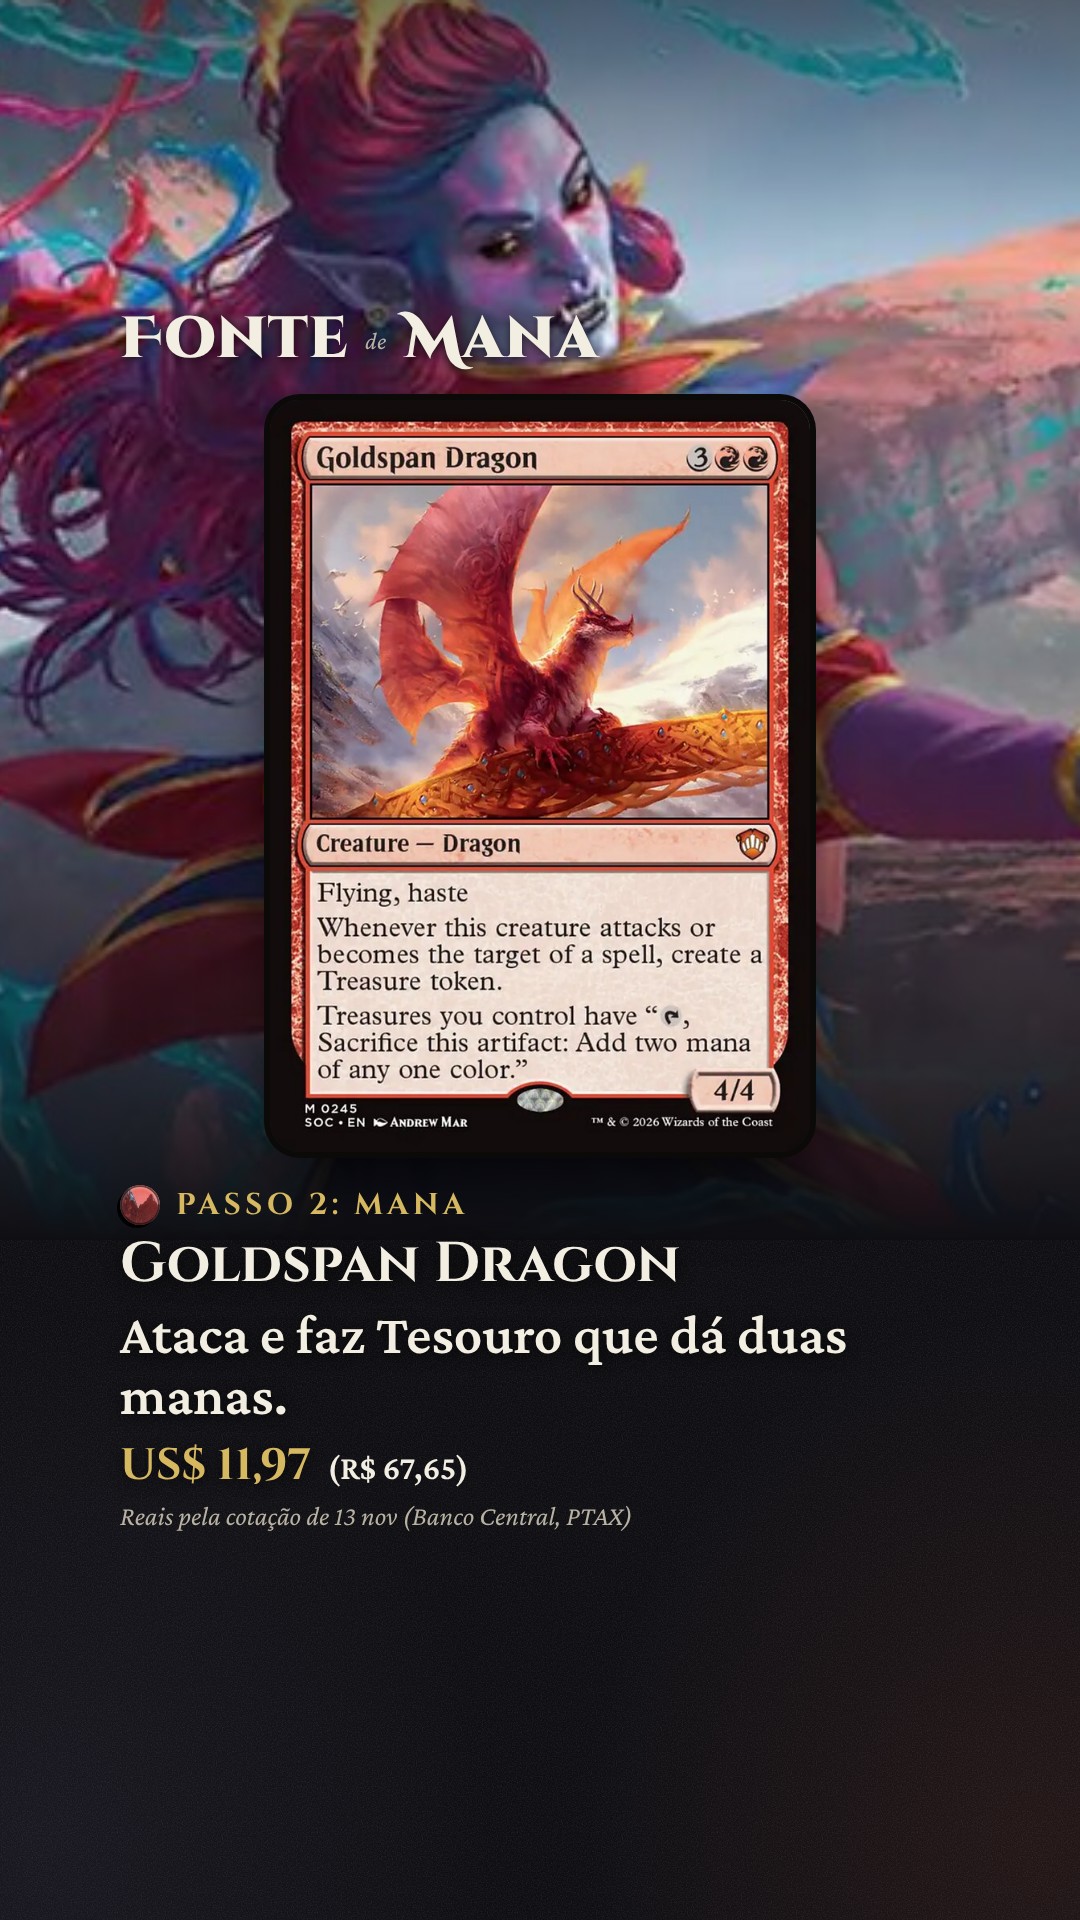 FONTE de MANA
Goldspan Dragon 3
Creature — Dragon
Flying, haste
Whenever this creature attacks or
becomes the target of a spell, create a
Treasure token.
Treasures you control have “ ,
Sacrifice this artifact: Add two mana
of any one color.”
4/4
M 0245
SOC • EN ANDREW MAR
™ & © 2026 Wizards of the Coast
PASSO 2: MANA
GOLDSPAN DRAGON
Ataca e faz Tesouro que dá duas
manas.
US$ 11,97 (R$ 67,65)
Reais pela cotação de 13 nov (Banco Central, PTAX)